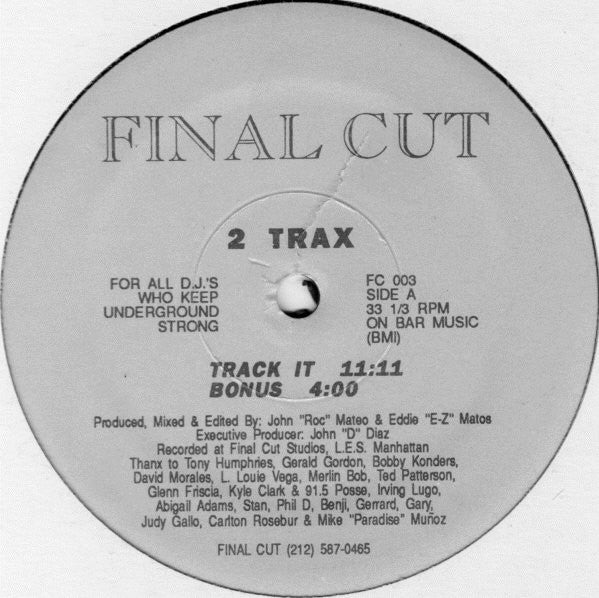 FINAL CUT
2 TRAX
FOR ALL D.J.'S
WHO KEEP
UNDERGROUND
STRONG
FC 003
SIDE A
33 1/3 RPM
ON BAR MUSIC
(BMI)
TRACK IT 11:11
BONUS 4:00
Produced, Mixed & Edited By: John "Roc" Mateo & Eddie "E-Z" Matos
Executive Producer: John "D" Diaz
Recorded at Final Cut Studios, L.E.S. Manhattan
Thanx to Tony Humphries, Gerald Gordon, Bobby Konders,
David Morales, L. Louie Vega, Merlin Bob, Ted Patterson,
Glenn Friscia, Kyle Clark & 91.5 Posse, Irving Lugo,
Abigail Adams, Stan, Phil D, Benji, Gerrard, Gary,
Judy Gallo, Carlton Rosebur & Mike "Paradise" Muñoz
FINAL CUT (212) 587-0465